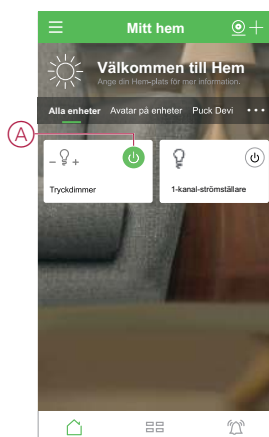 Mitt hem
Välkommen till Hem
Ange din Hem-plats för mer information.
Alla enheter Avatar på enheter Puck Devi
A
Tryckdimmer
1-kanal-strömställare